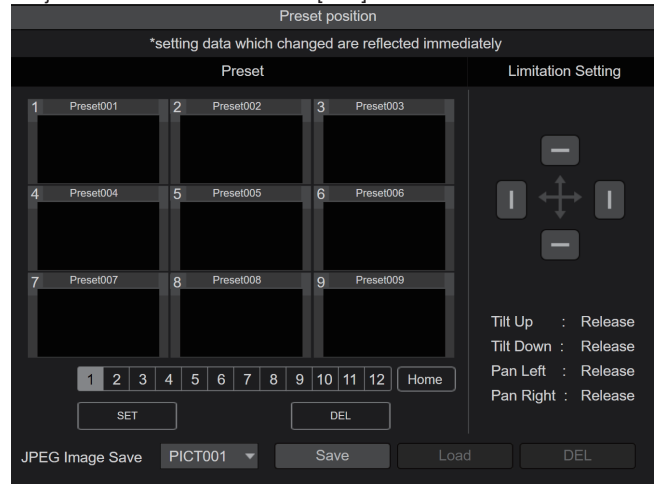 Preset position
*setting data which changed are reflected immediately
Preset
Limitation Setting
1 Preset001 2 Preset002 3 Preset003
4 Preset004 5 Preset005 6 Preset006
7 Preset007 8 Preset008 9 Preset009
1 2 3 4 5 6 7 8 9 10 11 12 Home
SET DEL
Tilt Up : Release
Tilt Down : Release
Pan Left : Release
Pan Right : Release
JPEG Image Save PICT001 Save Load DEL